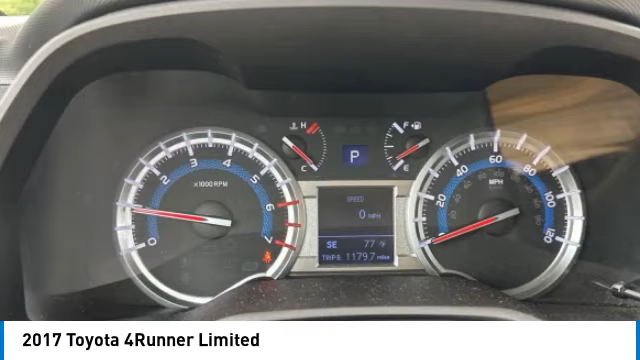 H
C
F
E
P
0 1 2 3 4 5 6 7
x1000 RPM
0 20 40 60 80 100 120
MPH
SPEED
0 MPH
SE 77 °F
TRIP B 1179.7 miles
2017 Toyota 4Runner Limited